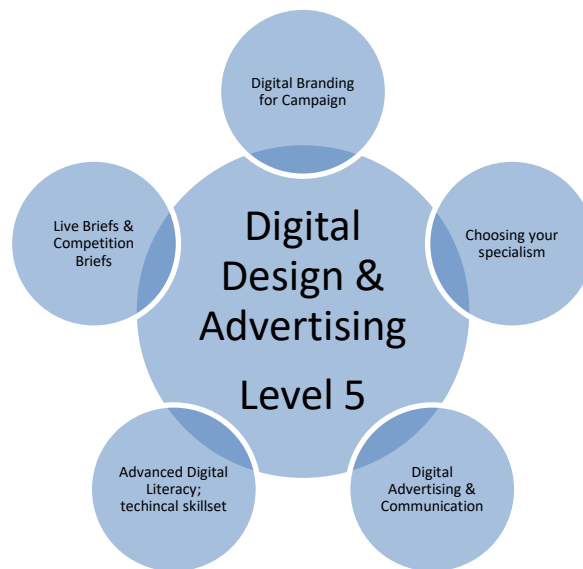 Digital Branding
for Campaign
Live Briefs &
Competition
Briefs
Digital
Design &
Advertising
Level 5
Choosing your
specialism
Advanced Digital
Literacy;
techincal skillset
Digital
Advertising &
Communication